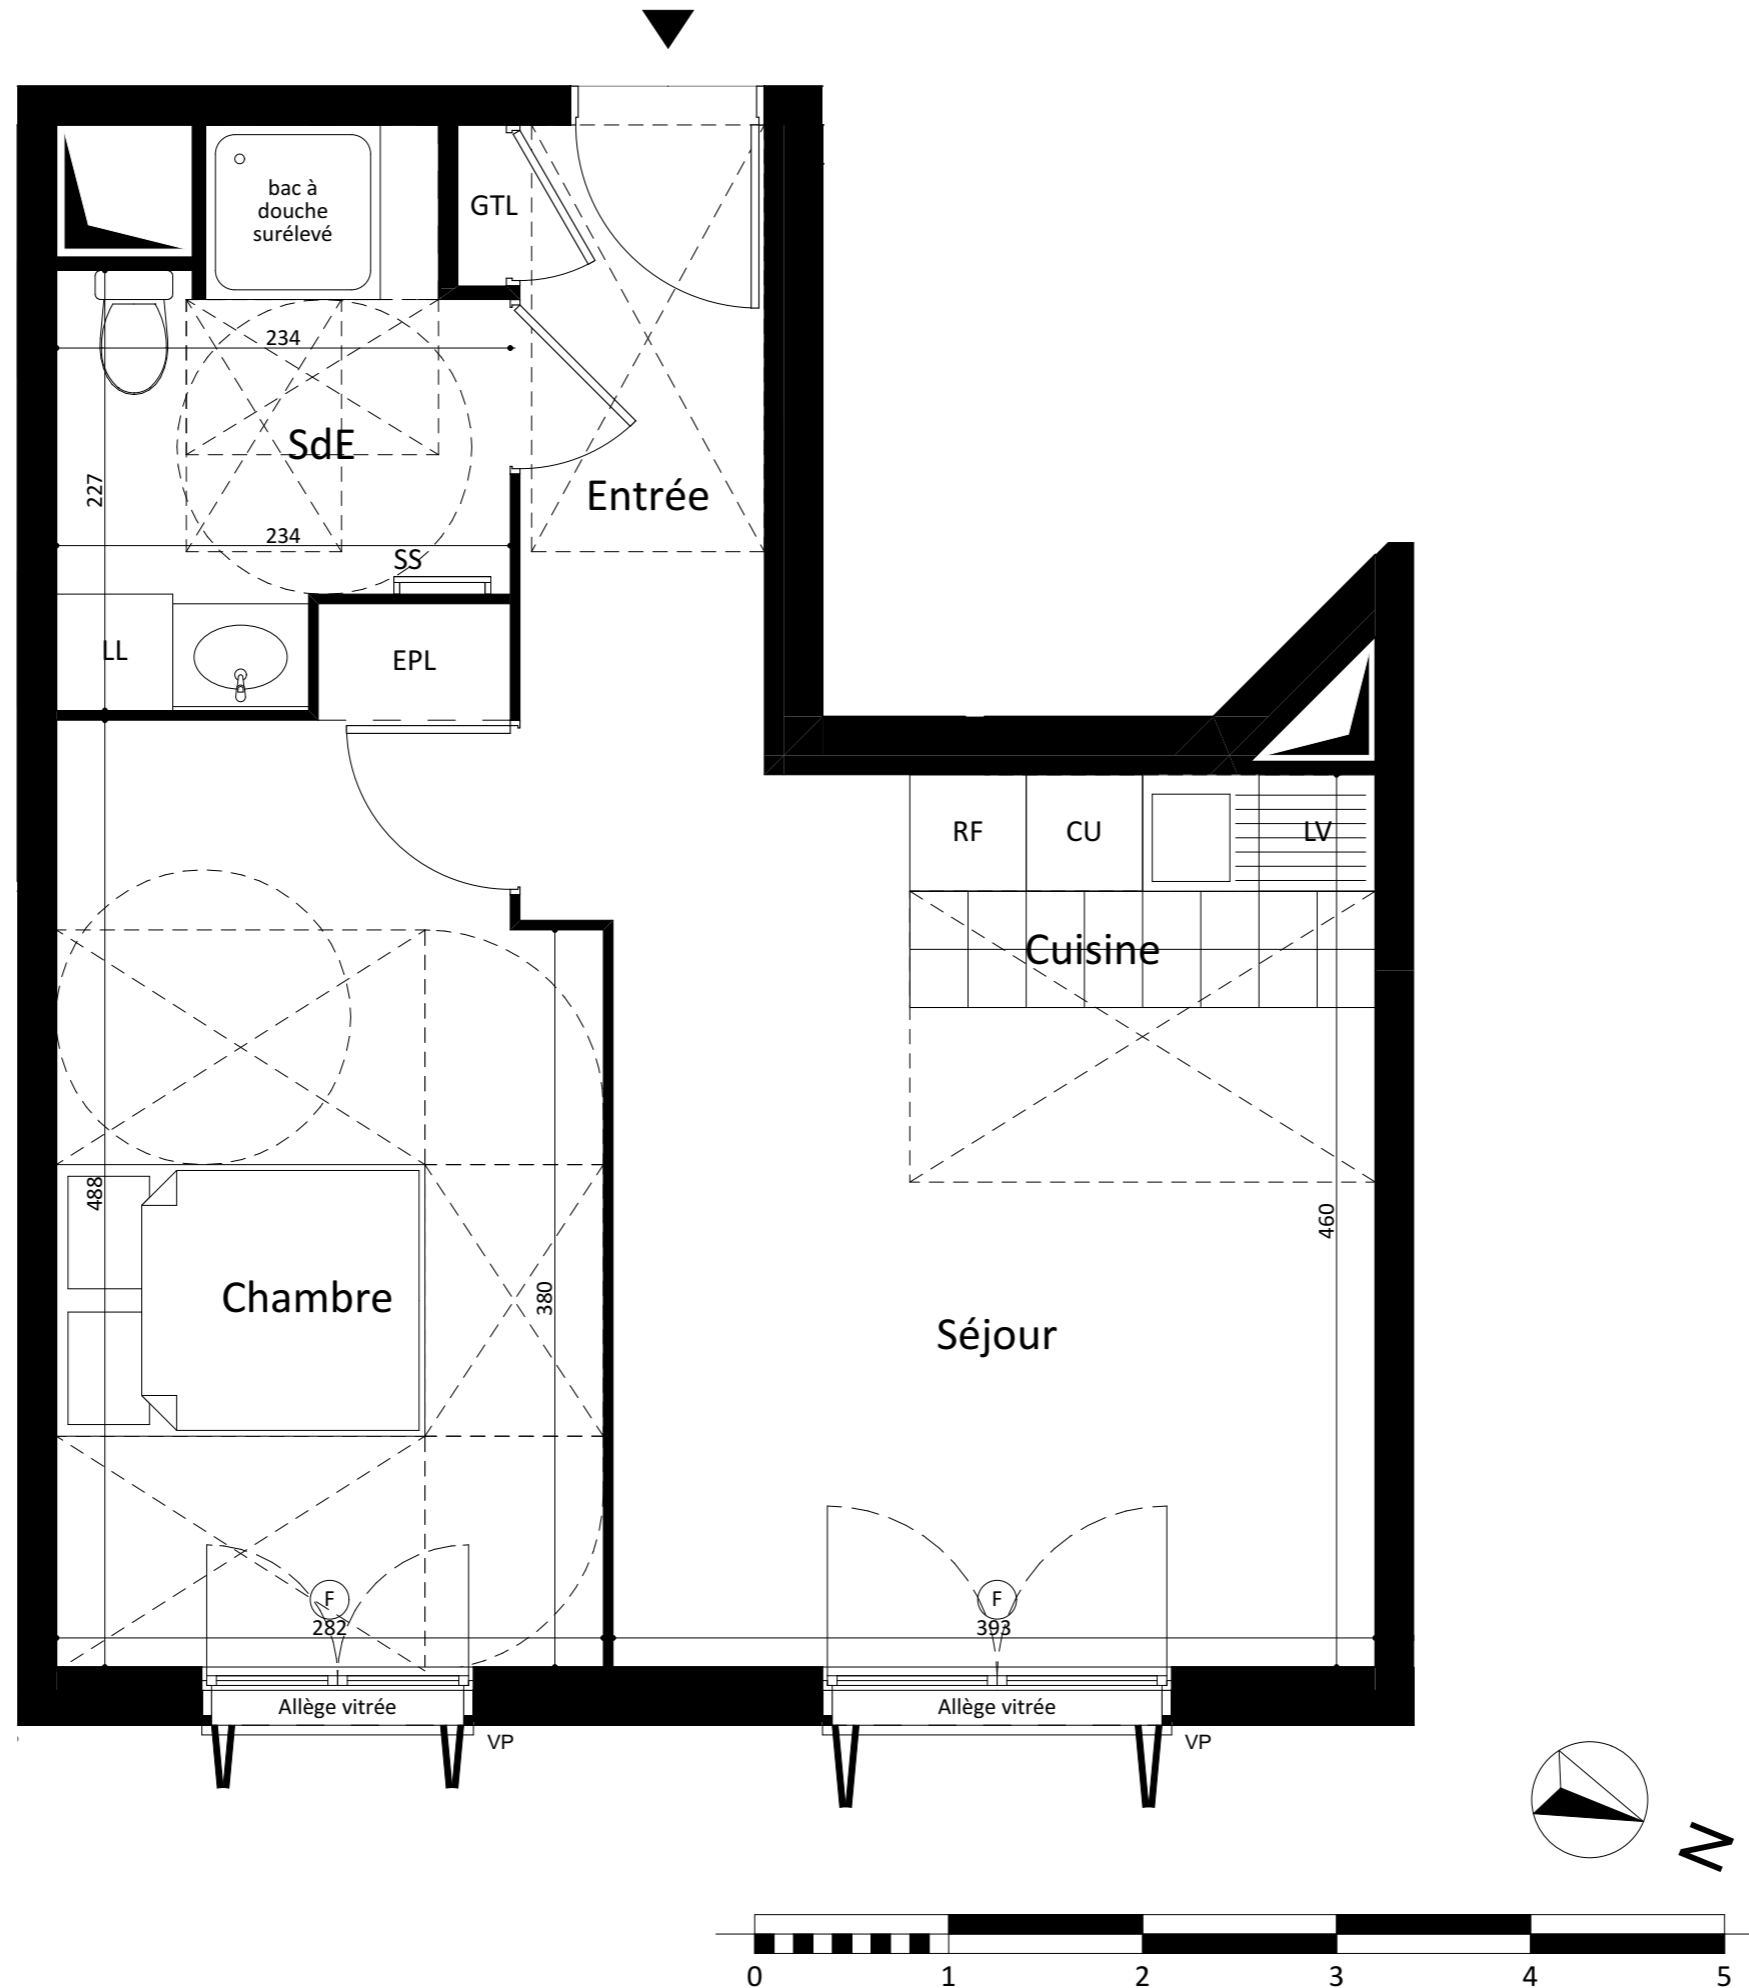 bac à
douche
surélevé
GTL
234
SdE
227
Entrée
234
SS
LL
EPL
RF
CU
LV
Cuisine
488
460
Chambre
380
Séjour
F
282
F
393
Allège vitrée
Allège vitrée
VP
VP
N
0 1 2 3 4 5